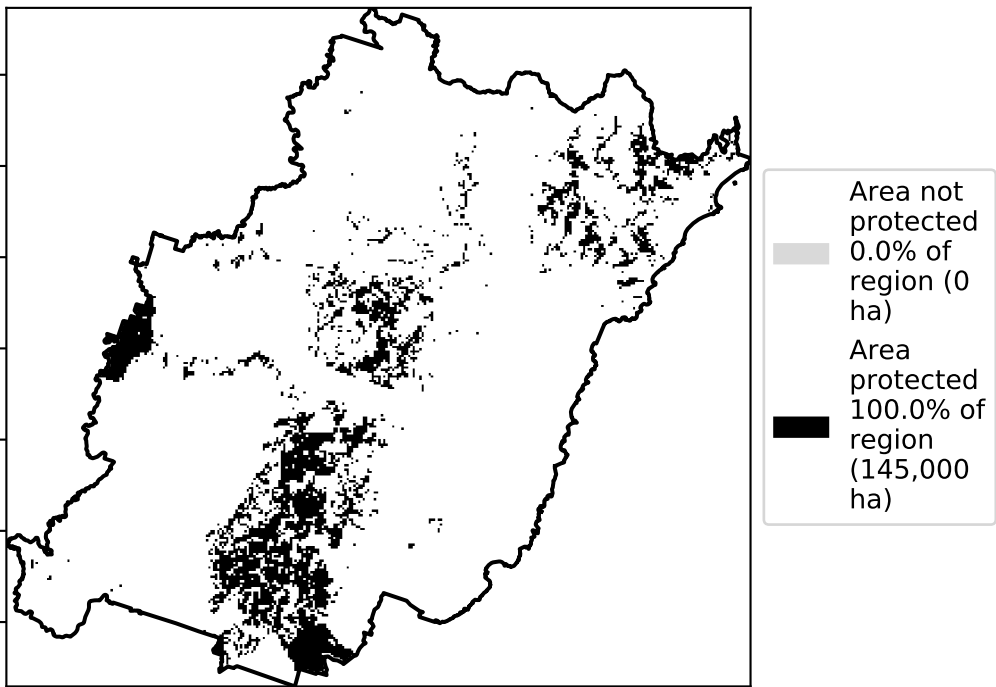 Area not
protected
0.0% of
region (0
ha)
Area
protected
100.0% of
region
(145,000
ha)